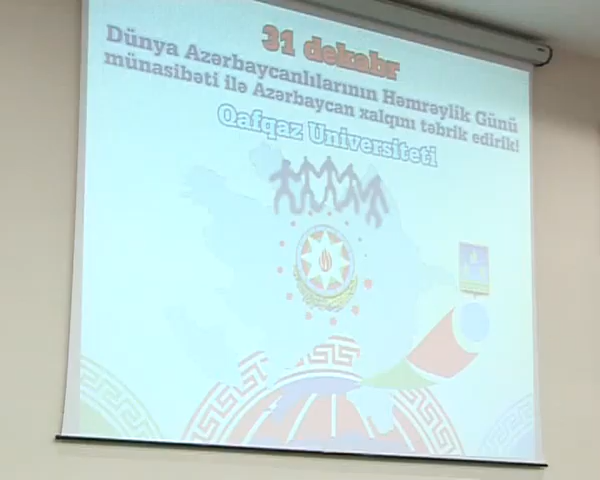 31 dekabr
Dünya Azərbaycanlılarının Həmrəylik Günü
münasibəti ilə Azərbaycan xalqını təbrik edirik!
Qafqaz Universiteti